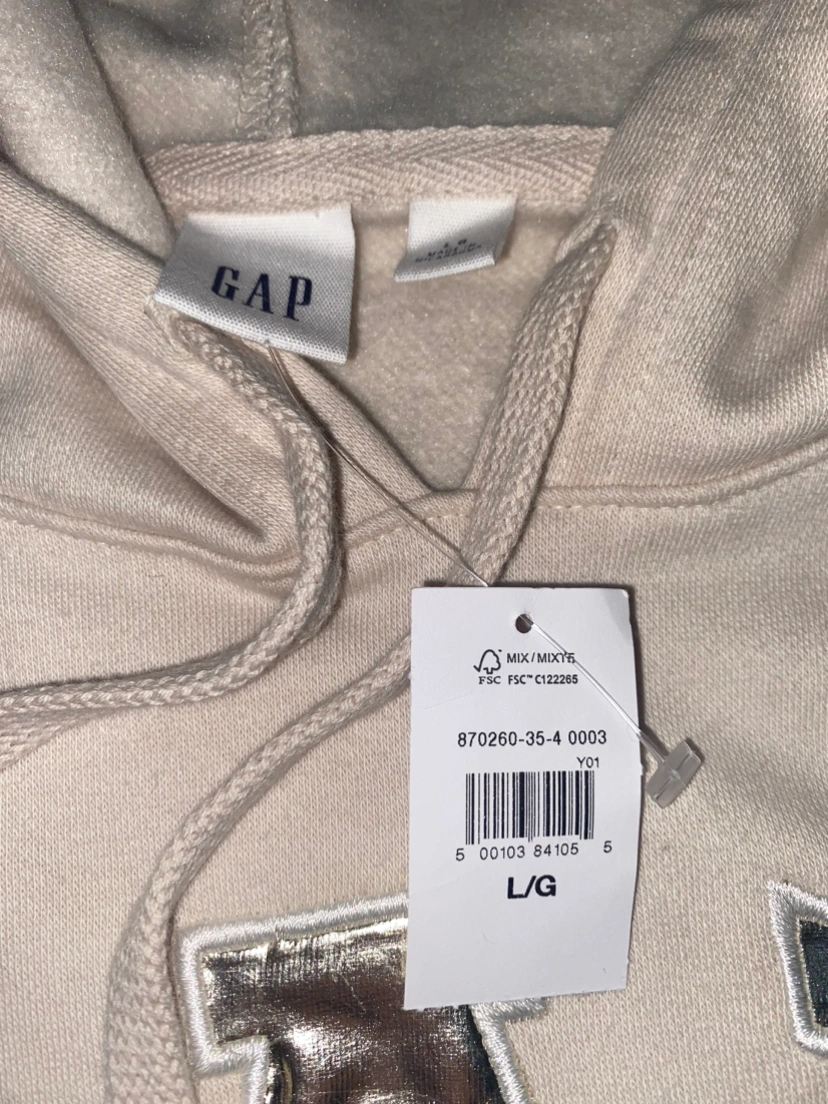 GAP
MIX/MIXTE
FSC FSC™ C122265
870260-35-4 0003
Y01
5 00103 84105 5
L/G